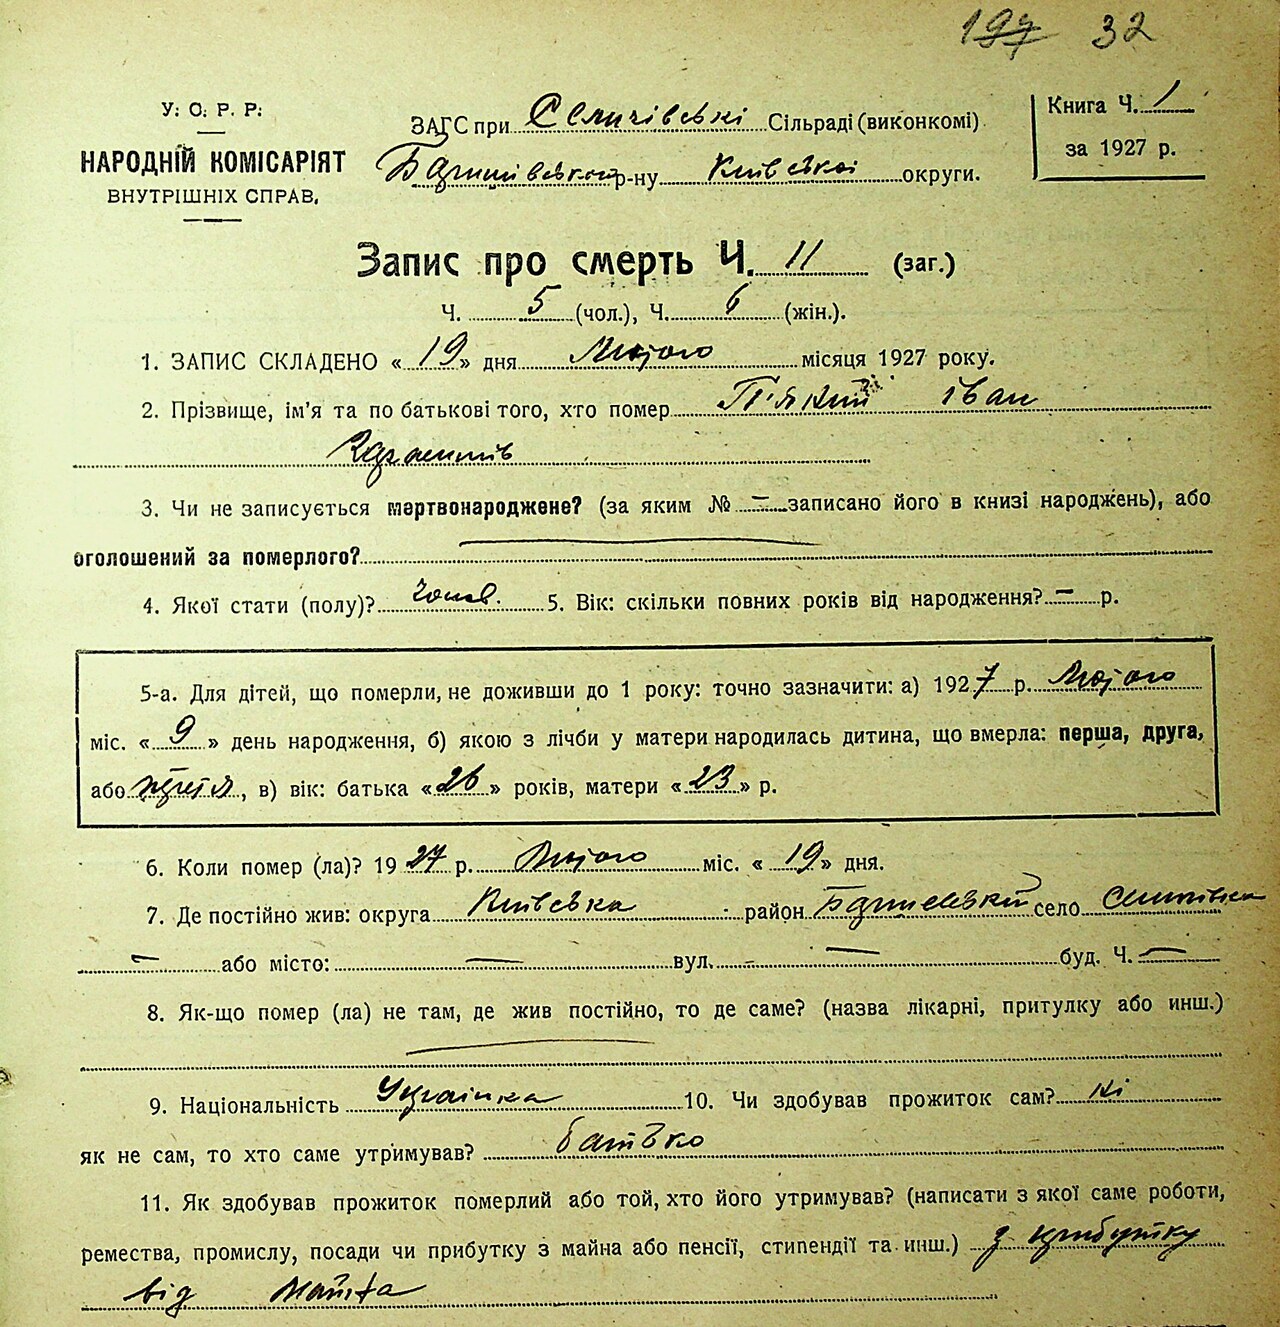 197 32
У. С. Р. Р.
НАРОДНІЙ КОМІСАРІЯТ
ВНУТРІШНІХ СПРАВ.
ЗАГС при Семичівські Сільраді (виконкомі)
Баришівського р-ну Київської округи.
Книга Ч. 1
за 1927 р.
Запис про смерть Ч. 11 (заг.)
Ч. 5 (чол.), Ч. 6 (жін.).
1. ЗАПИС СКЛАДЕНО « 19 » дня Лютого місяця 1927 року.
2. Прізвище, ім'я та по батькові того, хто помер Іван
3. Чи не записується мертвонароджене? (за яким № — записано його в книзі народжень), або
оголошений за померлого?
4. Якої стати (полу)? чолов. 5. Вік: скільки повних років від народження? — р.
5-а. Для дітей, що померли, не доживши до 1 року: точно зазначити: а) 1927 р. Лютого
міс. « 9 » день народження, б) якою з лічби у матери народилась дитина, що вмерла: перша, друга,
або третя, в) вік: батька « 26 » років, матери « 23 » р.
6. Коли помер (ла)? 1927 р. Лютого міс. « 19 » дня.
7. Де постійно жив: округа Київська район Баришевський село
— або місто: — вул. — буд. Ч. —
8. Як-що помер (ла) не там, де жив постійно, то де саме? (назва лікарні, притулку або инш.)
9. Національність Українка 10. Чи здобував прожиток сам? Ні
як не сам, то хто саме утримував? батько
11. Як здобував прожиток померлий або той, хто його утримував? (написати з якої саме роботи,
ремества, промислу, посади чи прибутку з майна або пенсії, стипендії та инш.) з прибутку
від майна